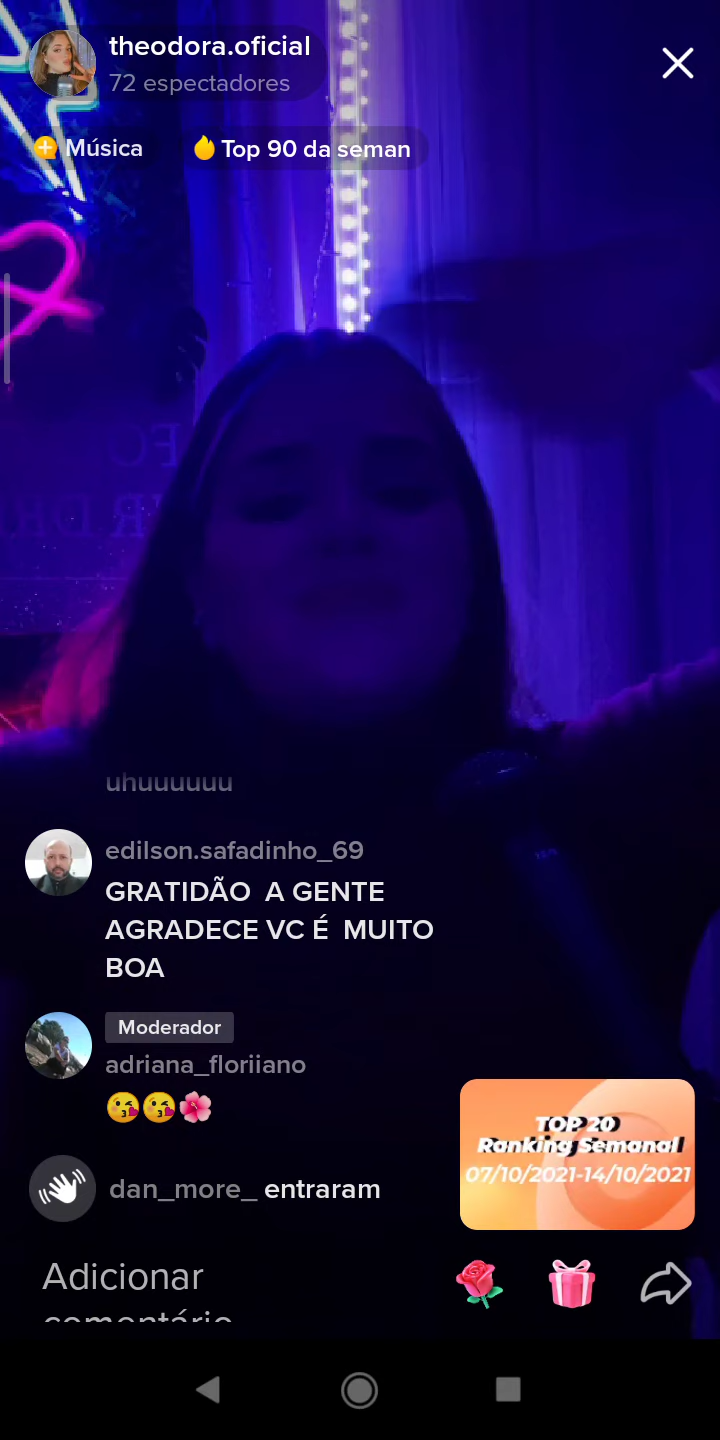 theodora.oficial
72 espectadores
Música
Top 90 da seman
uhuuuuuu
edilson.safadinho_69
GRATIDÃO A GENTE
AGRADECE VC É MUITO
BOA
Moderador
adriana_floriiano
😘😘🌺
dan_more_ entraram
TOP 20
Ranking Semanal
07/10/2021-14/10/2021
Adicionar
comentário